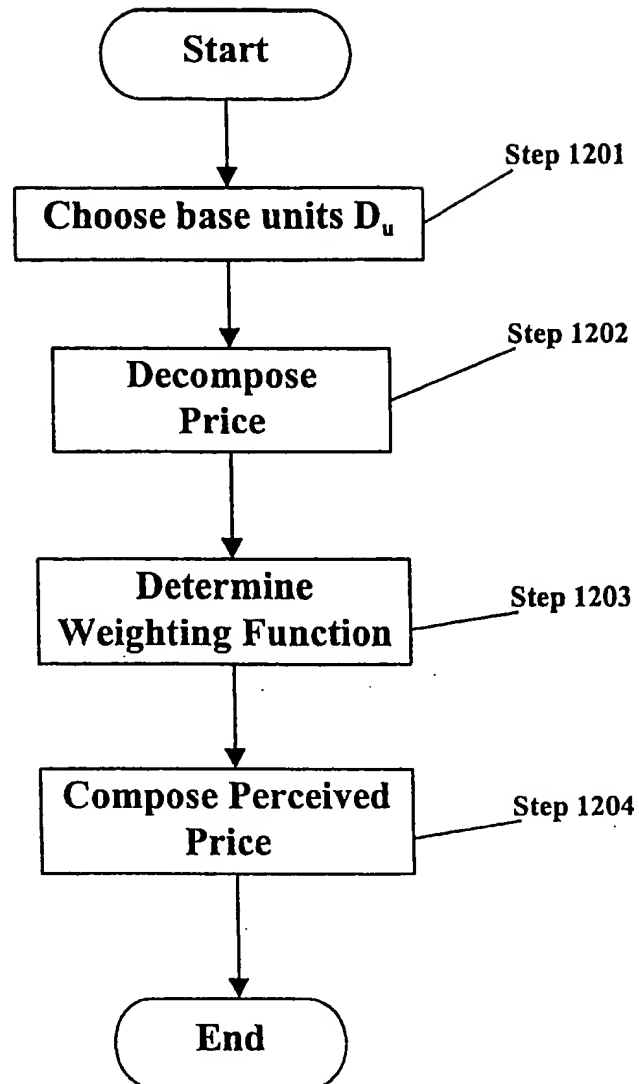 Start
Step 1201
Choose base units Du
Step 1202
Decompose
Price
Determine
Weighting Function
Step 1203
Compose Perceived
Price
Step 1204
End